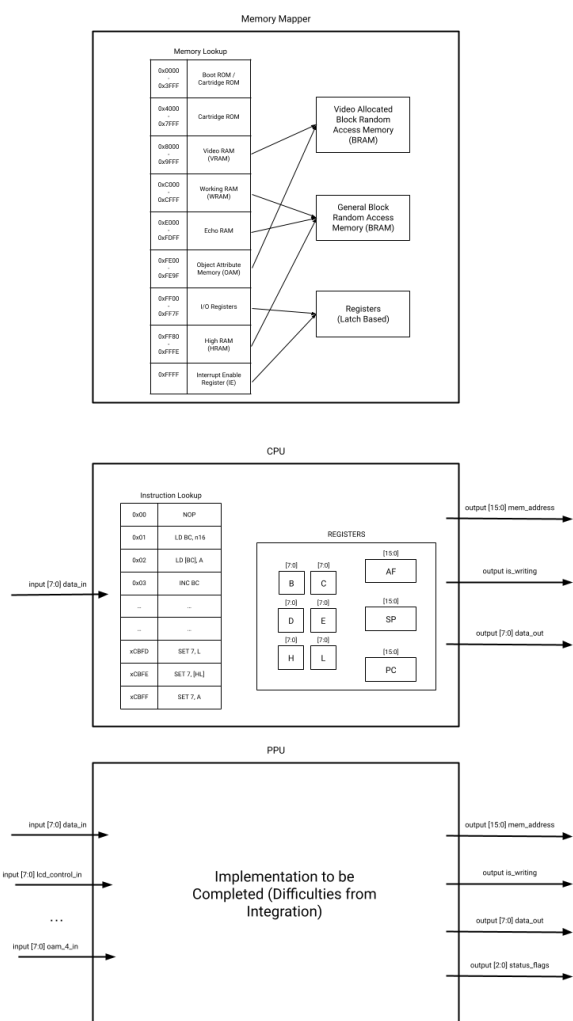 Memory Mapper
Memory Lookup
0x0000
-
0x3FFF
Boot ROM /
Cartridge ROM
0x4000
-
0x7FFF
Cartridge ROM
0x8000
-
0x9FFF
Video RAM
(VRAM)
0xC000
-
0xCFFF
Working RAM
(WRAM)
0xE000
-
0xFDFF
Echo RAM
0xFE00
-
0xFE9F
Object Attribute
Memory (OAM)
0xFF00
-
0xFF7F
I/O Registers
0xFF80
-
0xFFFE
High RAM
(HRAM)
0xFFFF
Interrupt Enable
Register (IE)
Video Allocated
Block Random
Access Memory
(BRAM)
General Block
Random Access
Memory (BRAM)
Registers
(Latch Based)
CPU
input [7:0] data_in
Instruction Lookup
0x00 NOP
0x01 LD BC, n16
0x02 LD [BC], A
0x03 INC BC
... ...
... ...
xCBFD SET 7, L
xCBFE SET 7, [HL]
xCBFF SET 7, A
REGISTERS
[7:0] [7:0] [15:0]
B C AF
[7:0] [7:0] [15:0]
D E SP
[7:0] [7:0] [15:0]
H L PC
output [15:0] mem_address
output is_writing
output [7:0] data_out
PPU
input [7:0] data_in
input [7:0] lcd_control_in
...
input [7:0] oam_4_in
Implementation to be
Completed (Difficulties from
Integration)
output [15:0] mem_address
output is_writing
output [7:0] data_out
output [2:0] status_flags